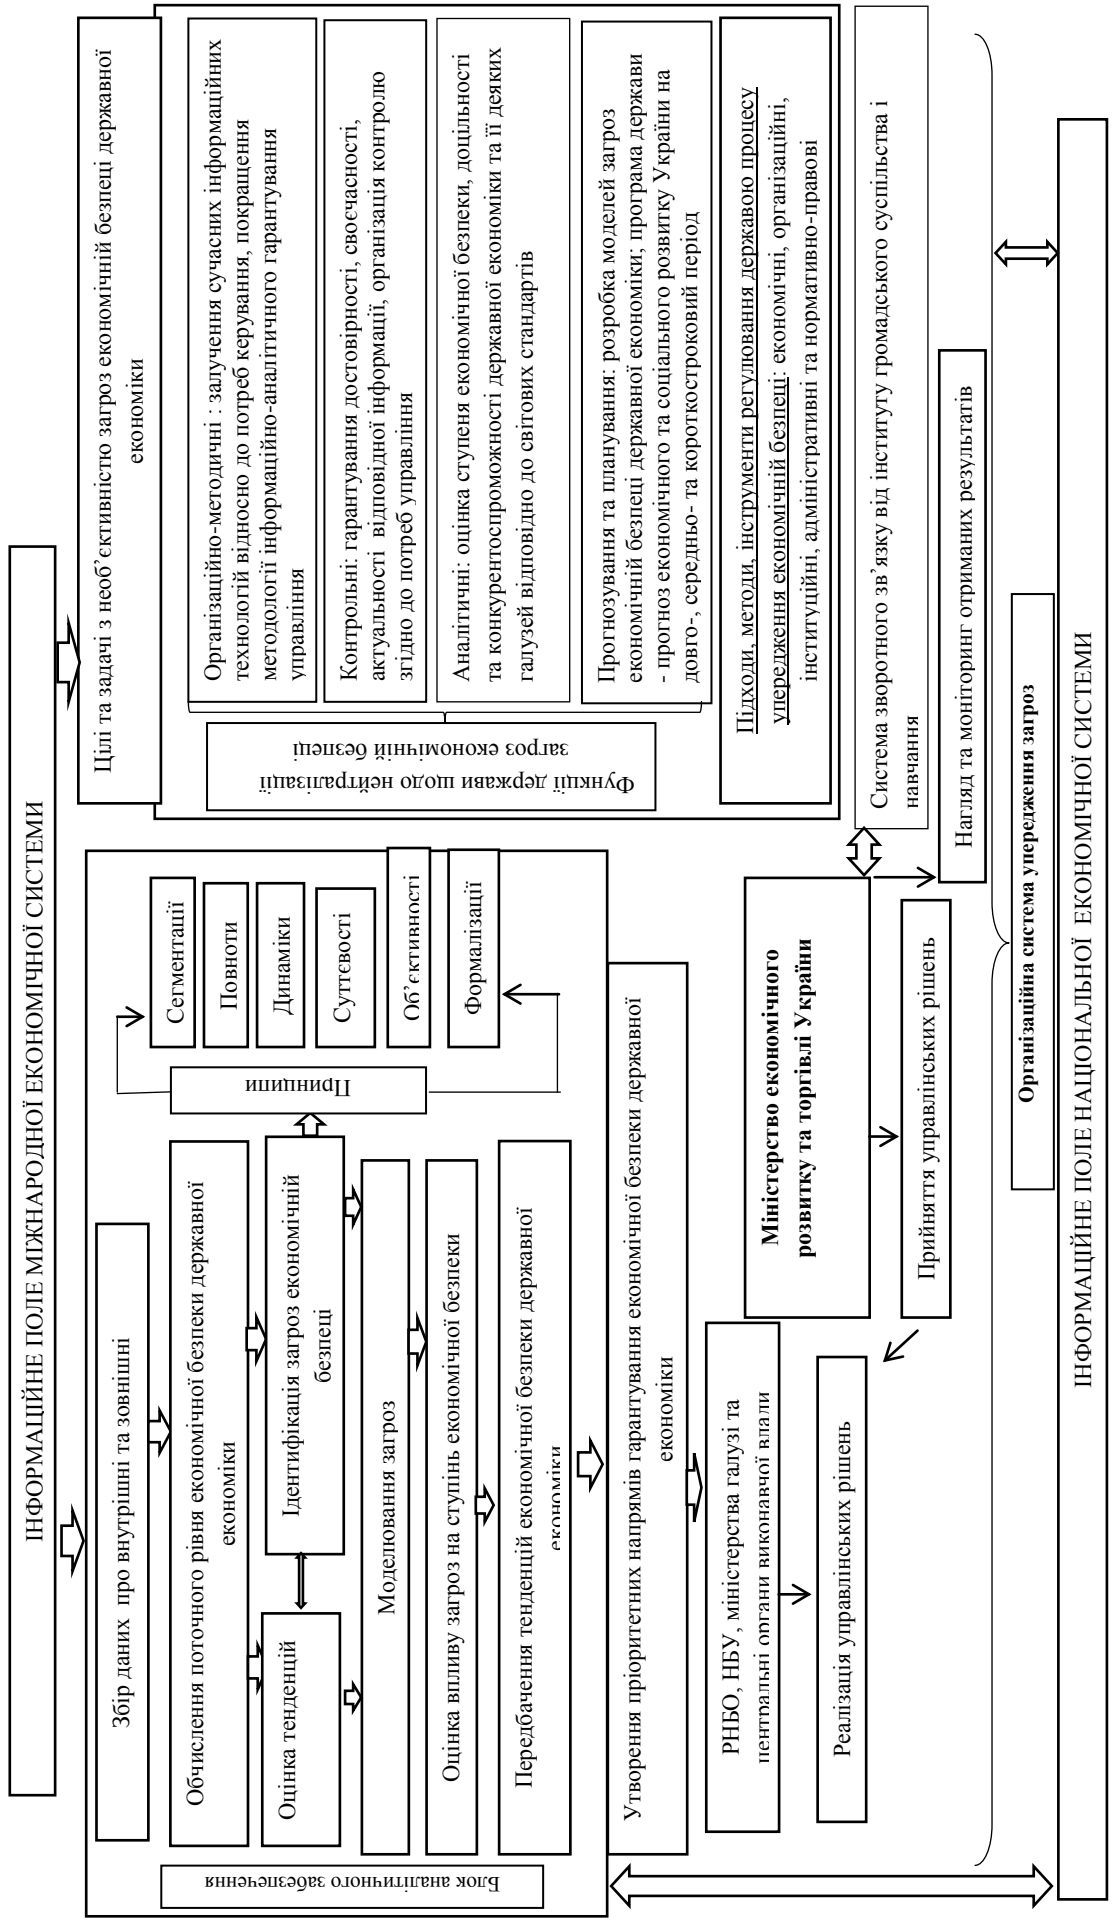 ІНФОРМАЦІЙНЕ ПОЛЕ МІЖНАРОДНОЇ ЕКОНОМІЧНОЇ СИСТЕМИ
Блок аналітичного забезпечення
Збір даних про внутрішні та зовнішні
Обчислення поточного рівня економічної безпеки державної
економіки
Оцінка тенденцій
Ідентифікація загроз економічній
безпеці
Моделювання загроз
Оцінка впливу загроз на ступінь економічної безпеки
Передбачення тенденцій економічної безпеки державної
економіки
Принципи
Сегментації
Повноти
Динаміки
Суттєвості
Об’єктивності
Формалізації
Утворення пріоритетних напрямів гарантування економічної безпеки державної
економіки
РНБО, НБУ, міністерства галузі та
центральні органи виконавчої влади
Реалізація управлінських рішень
Міністерство економічного
розвитку та торгівлі України
Прийняття управлінських рішень
Цілі та задачі з необ’єктивністю загроз економічній безпеці державної
економіки
Функції держави щодо нейтралізації
загроз економічній безпеці
Організаційно-методичні : залучення сучасних інформаційних
технологій відносно до потреб керування, покращення
методології інформаційно-аналітичного гарантування
управління
Контрольні: гарантування достовірності, своєчасності,
актуальності відповідної інформації, організація контролю
згідно до потреб управління
Аналітичні: оцінка ступеня економічної безпеки, доцільності
та конкурентоспроможності державної економіки та її деяких
галузей відповідно до світових стандартів
Прогнозування та планування: розробка моделей загроз
економічній безпеці державної економіки; програма держави
- прогноз економічного та соціального розвитку України на
довго-, середньо- та короткостроковий період
Підходи, методи, інструменти регулювання державою процесу
упередження економічній безпеці: економічні, організаційні,
інституційні, адміністративні та нормативно-правові
Система зворотного зв’язку від інституту громадського суспільства і
навчання
Нагляд та моніторинг отриманих результатів
Організаційна система упередження загроз
ІНФОРМАЦІЙНЕ ПОЛЕ НАЦІОНАЛЬНОЇ ЕКОНОМІЧНОЇ СИСТЕМИ